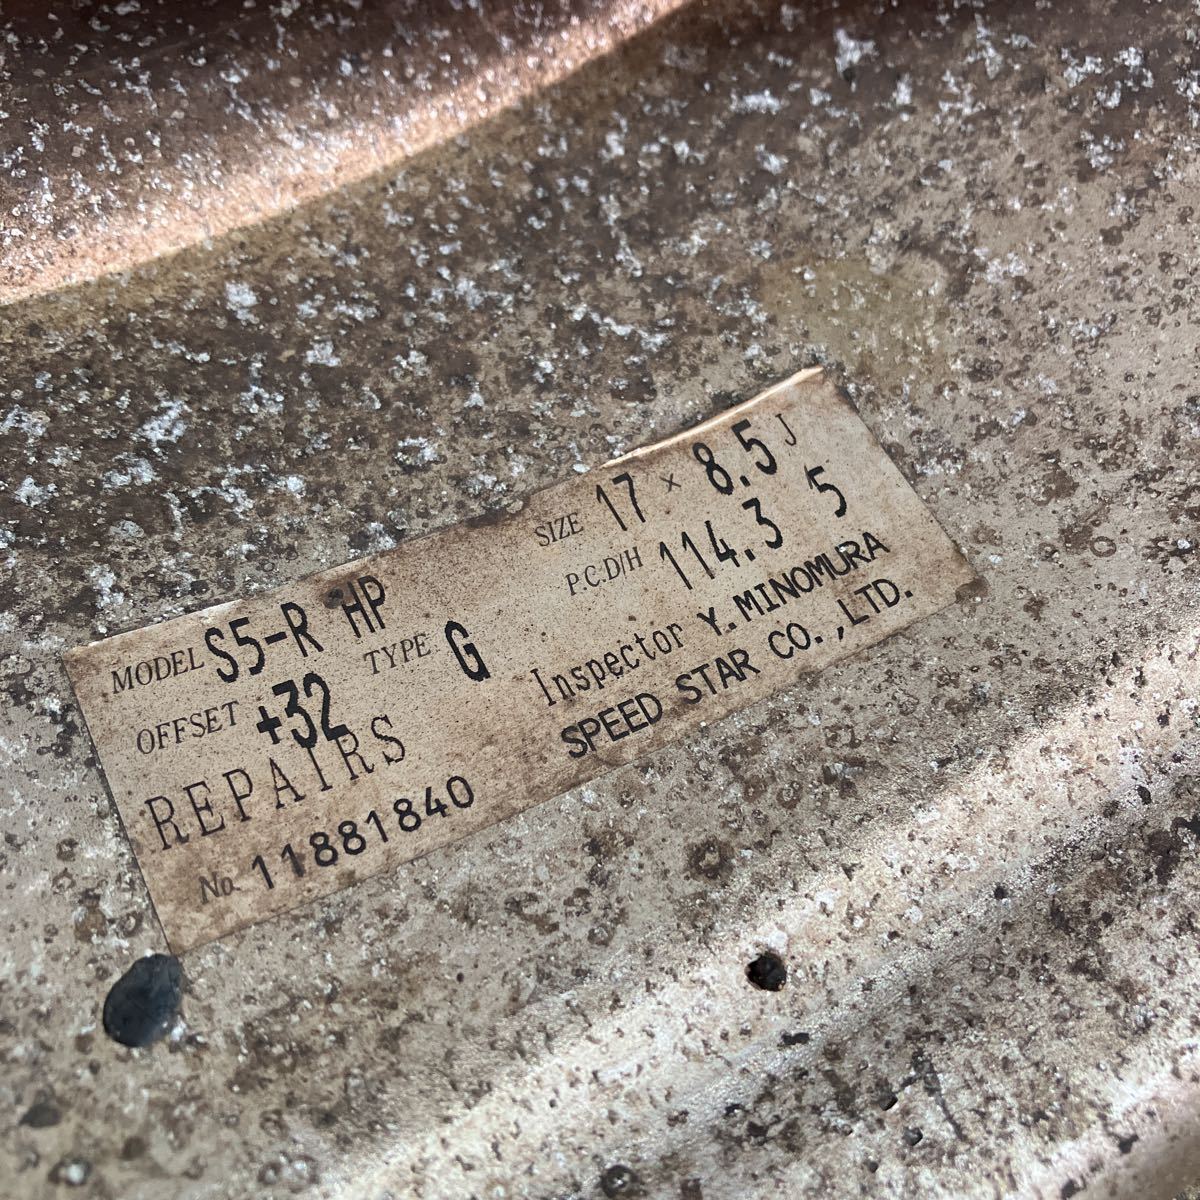 MODEL S5-R HP
SIZE 17 × 8.5 J
OFFSET +32 TYPE G
P.C.D/H 114.3 5
REPAIRS
Inspector Y.MINOMURA
No. 11881840
SPEED STAR CO.,LTD.